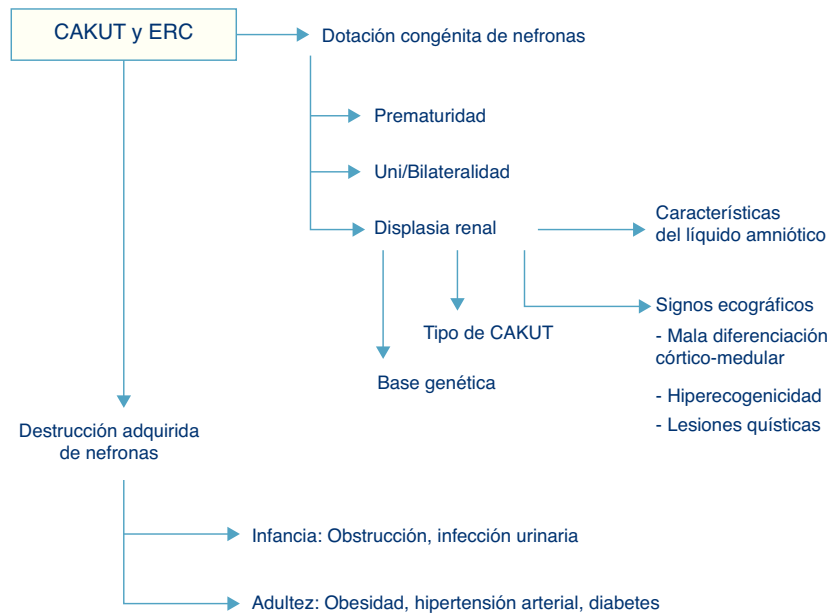 CAKUT y ERC
Dotación congénita de nefronas
Prematuridad
Uni/Bilateralidad
Displasia renal
Características
del líquido amniótico
Signos ecográficos
- Mala diferenciación
córtico-medular
- Hiperecogenicidad
- Lesiones quísticas
Tipo de CAKUT
Base genética
Destrucción adquirida
de nefronas
Infancia: Obstrucción, infección urinaria
Adultez: Obesidad, hipertensión arterial, diabetes